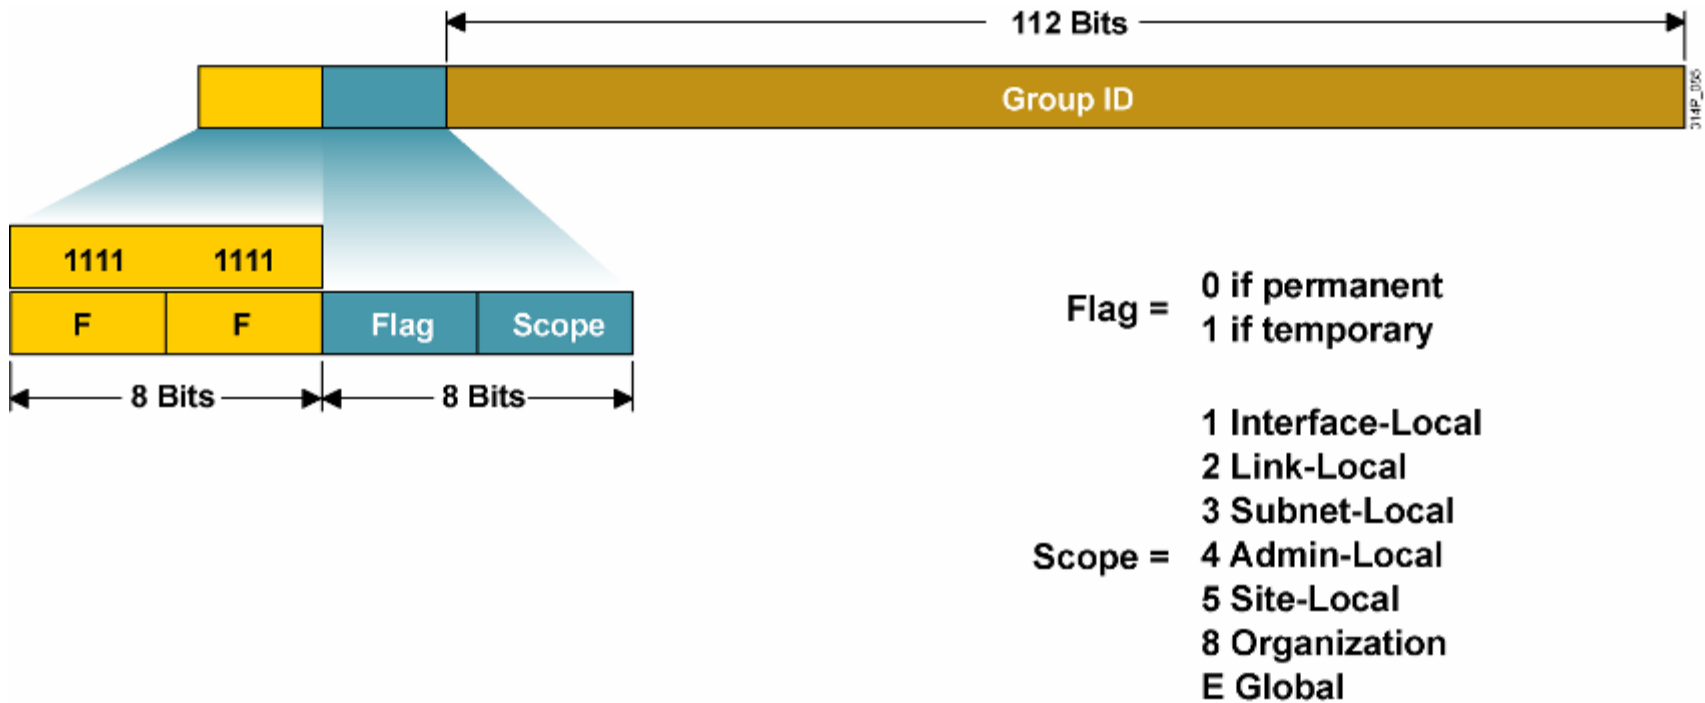 112 Bits
Group ID
314P_055
1111 1111
F F Flag Scope
8 Bits 8 Bits
Flag = 0 if permanent
1 if temporary
Scope = 1 Interface-Local
2 Link-Local
3 Subnet-Local
4 Admin-Local
5 Site-Local
8 Organization
E Global